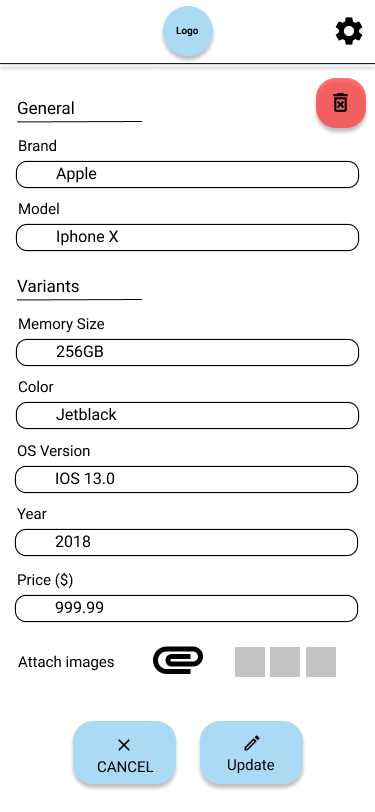 Logo
General
Brand
Apple
Model
Iphone X
Variants
Memory Size
256GB
Color
Jetblack
OS Version
IOS 13.0
Year
2018
Price ($)
999.99
Attach images
CANCEL
Update